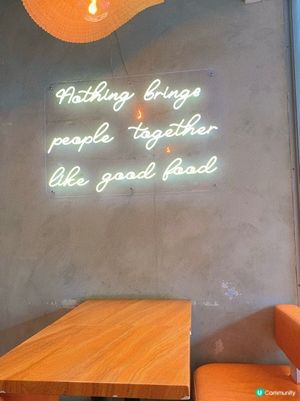 Nothing brings
people together
like good food
U Community